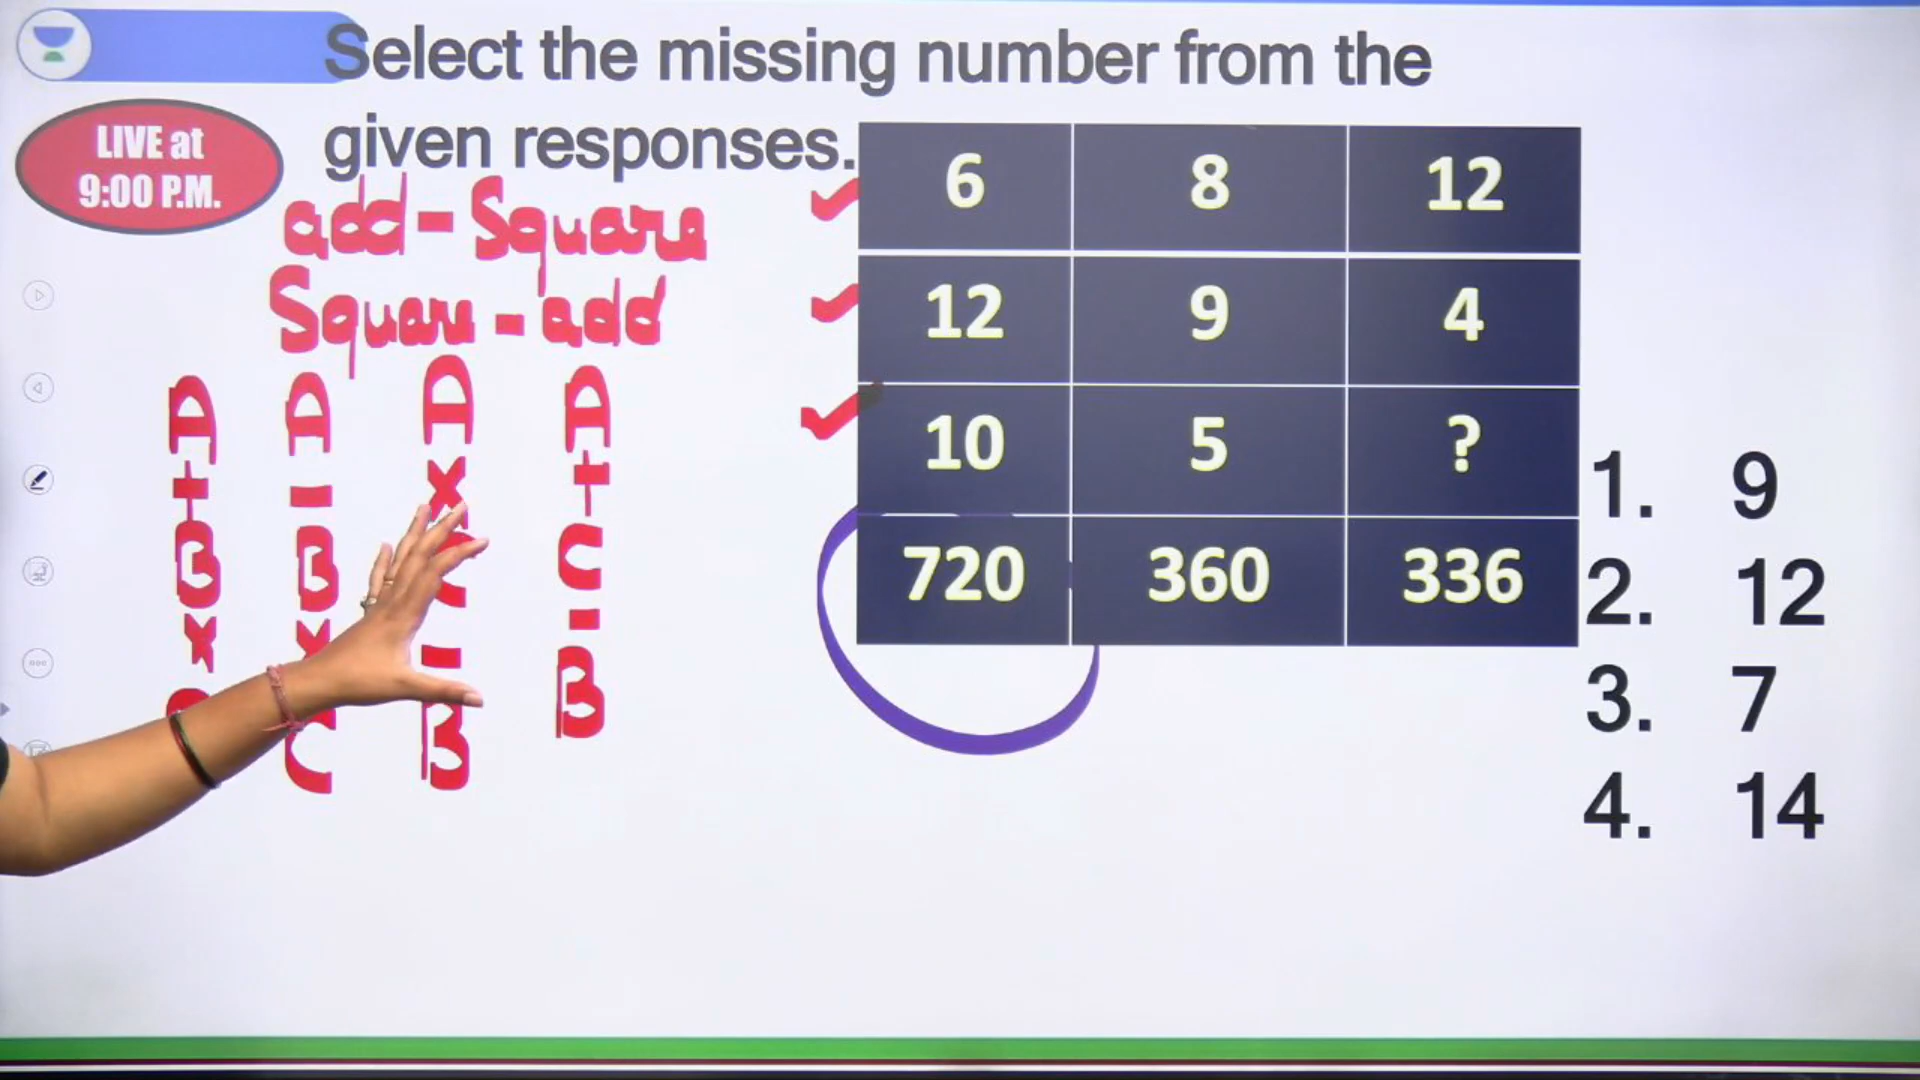 Select the missing number from the
given responses.
LIVE at
9:00 P.M.
add - Square
Square - add
6 8 12
12 9 4
10 5 ?
720 360 336
1. 9
2. 12
3. 7
4. 14
B - C + D